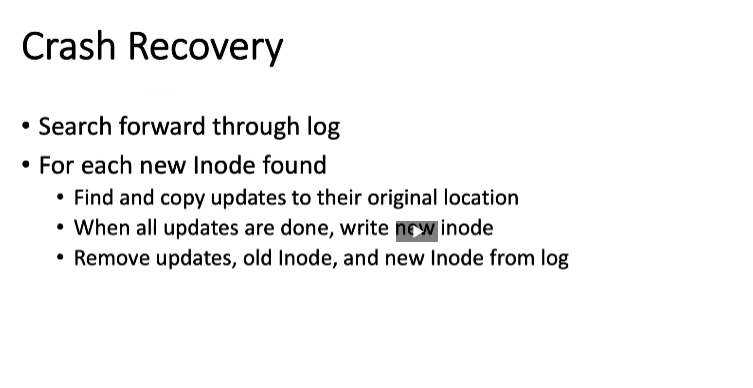 Crash Recovery
• Search forward through log
• For each new Inode found
• Find and copy updates to their original location
• When all updates are done, write new inode
• Remove updates, old Inode, and new Inode from log